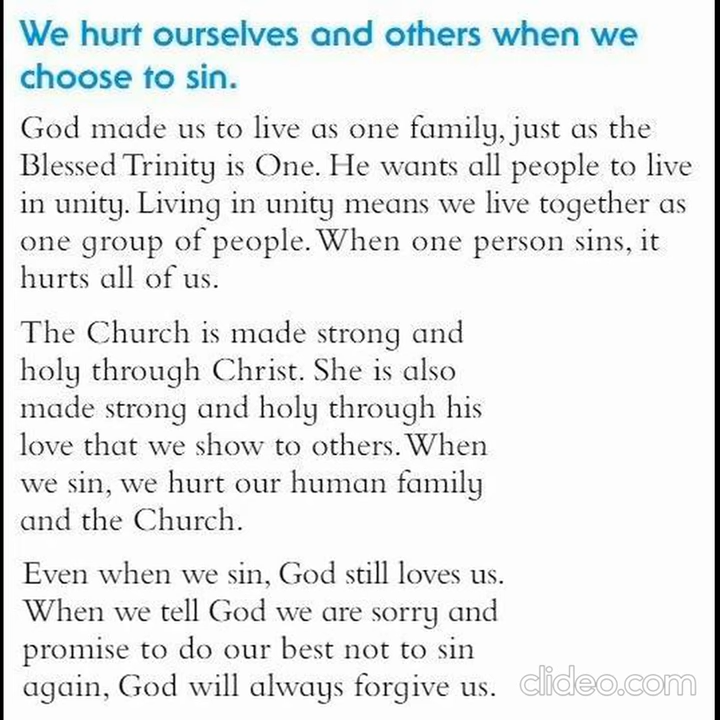 We hurt ourselves and others when we
choose to sin.
God made us to live as one family, just as the
Blessed Trinity is One. He wants all people to live
in unity. Living in unity means we live together as
one group of people. When one person sins, it
hurts all of us.
The Church is made strong and
holy through Christ. She is also
made strong and holy through his
love that we show to others. When
we sin, we hurt our human family
and the Church.
Even when we sin, God still loves us.
When we tell God we are sorry and
promise to do our best not to sin
again, God will always forgive us.
clideo.com